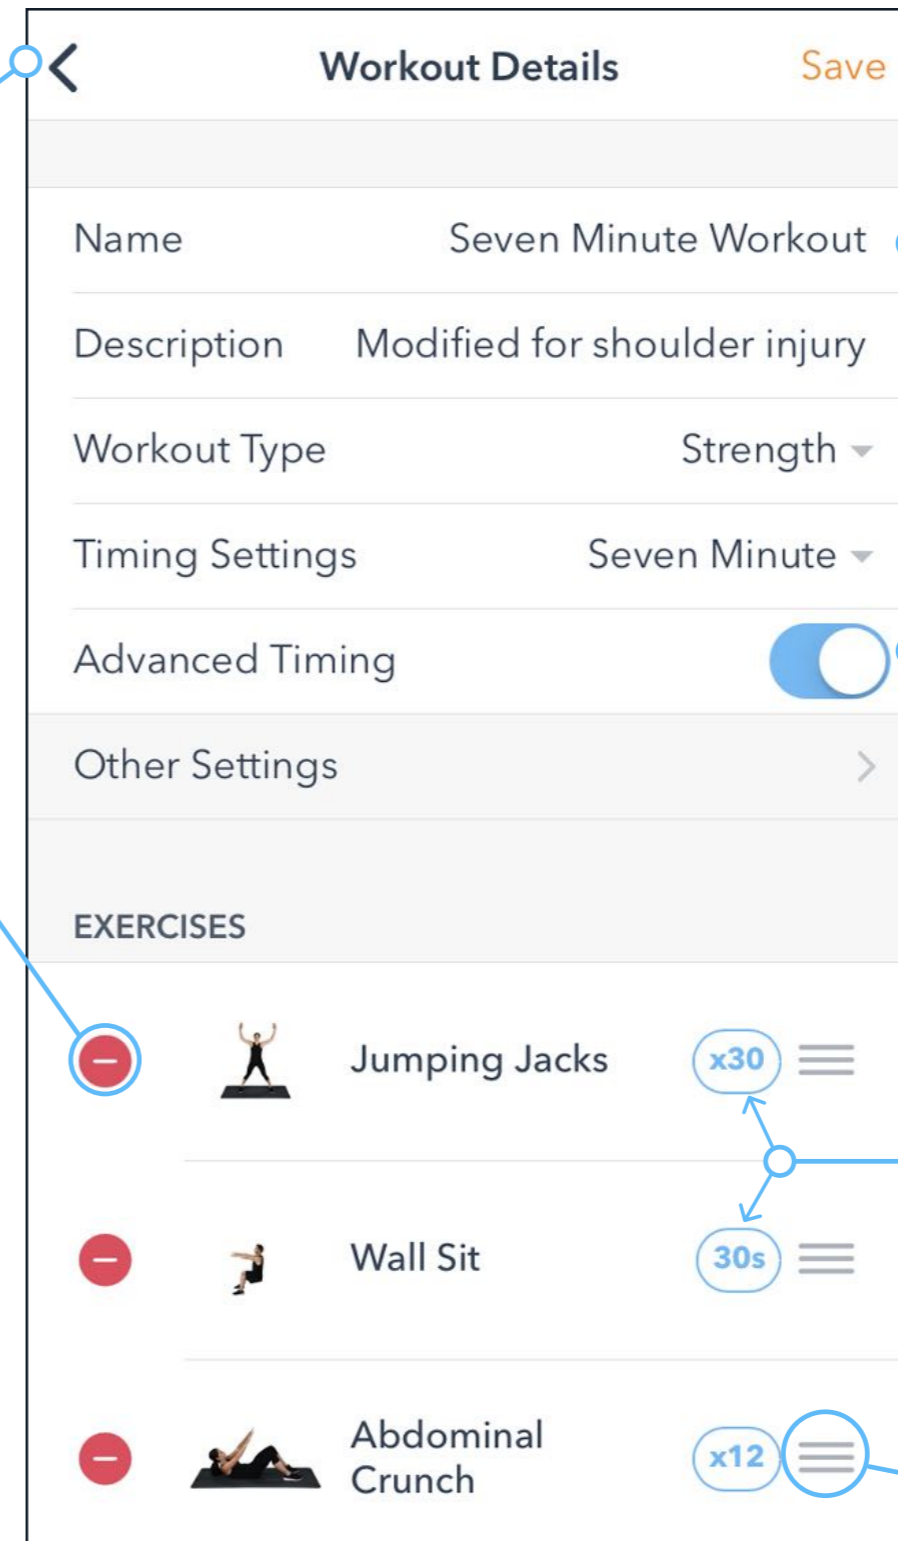 Workout Details Save
Name Seven Minute Workout
Description Modified for shoulder injury
Workout Type Strength
Timing Settings Seven Minute
Advanced Timing
Other Settings
EXERCISES
Jumping Jacks x30
Wall Sit 30s
Abdominal
Crunch x12